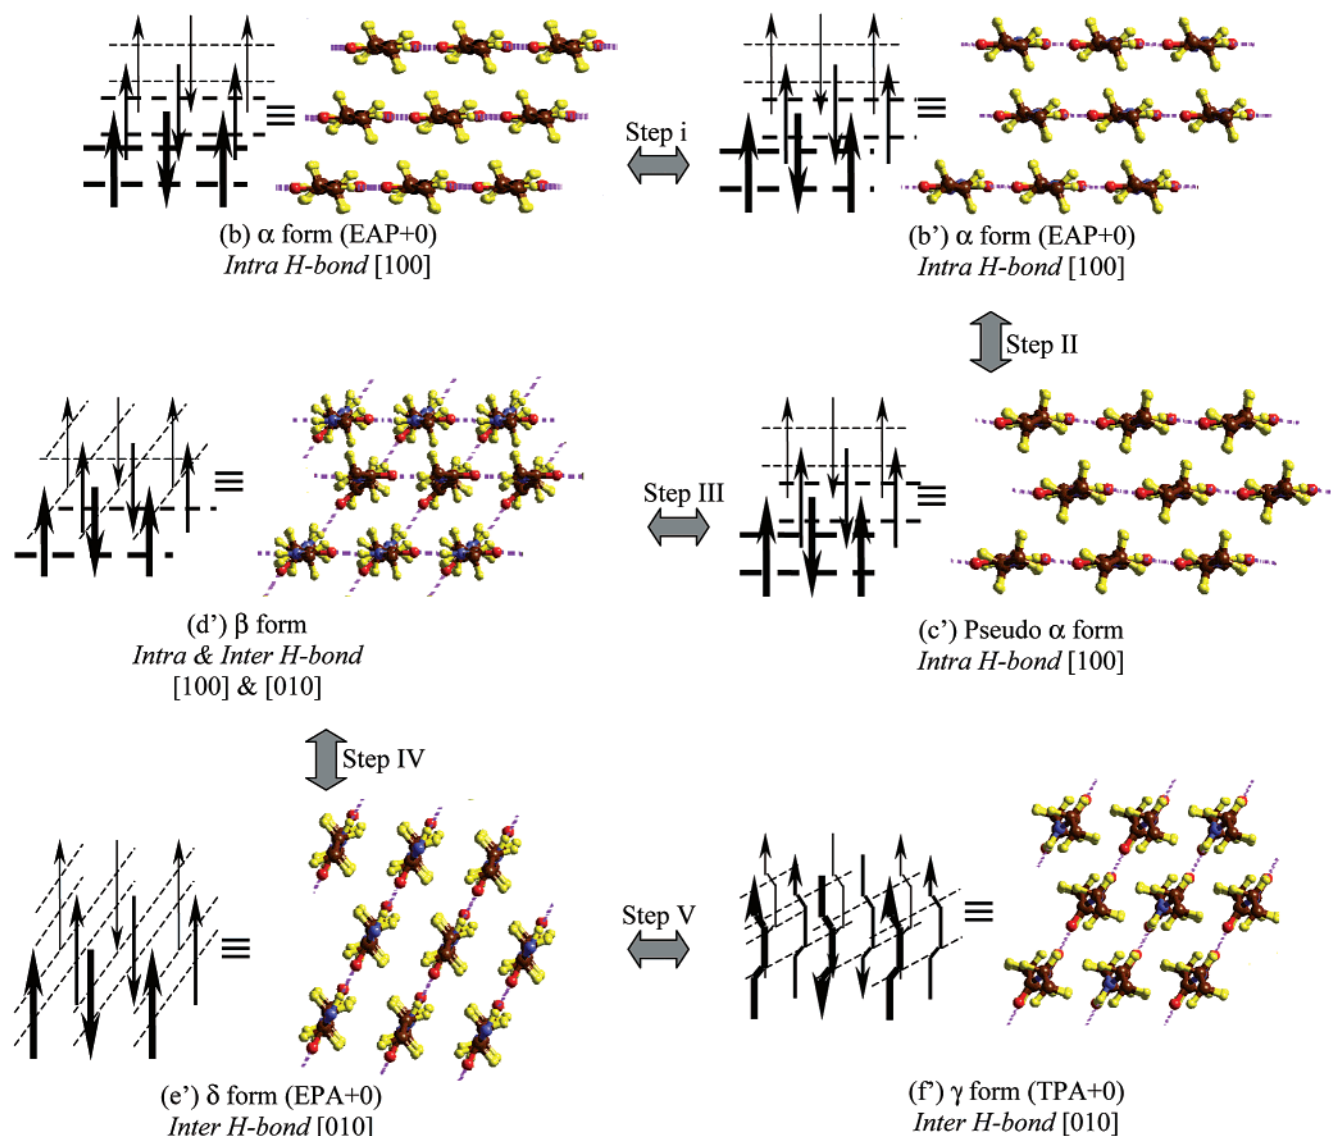 Step i
(b) α form (EAP+0)
Intra H-bond [100]
(b’) α form (EAP+0)
Intra H-bond [100]
Step II
Step III
(d’) β form
Intra & Inter H-bond
[100] & [010]
(c’) Pseudo α form
Intra H-bond [100]
Step IV
Step V
(e’) δ form (EPA+0)
Inter H-bond [010]
(f’) γ form (TPA+0)
Inter H-bond [010]